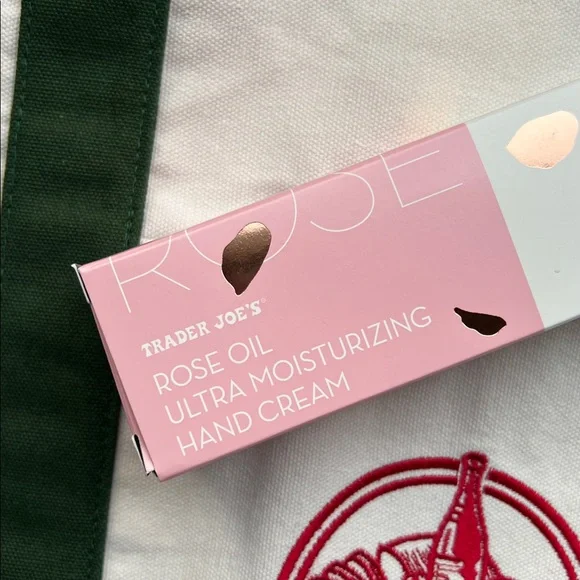 ROSE
TRADER JOE'S®
ROSE OIL
ULTRA MOISTURIZING
HAND CREAM